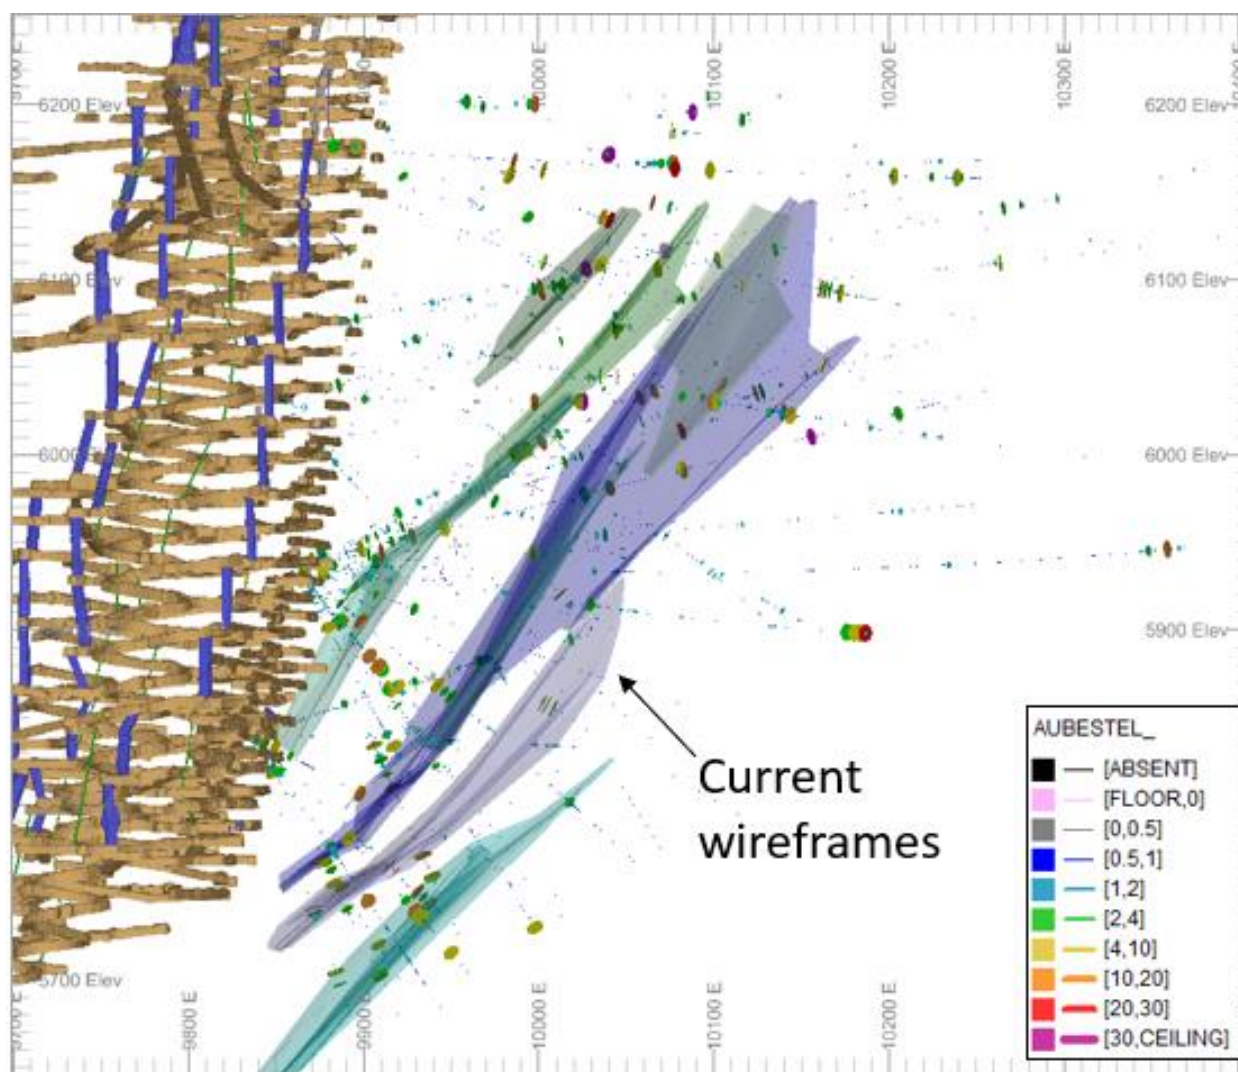 9700 E
10000 E
10100 E
10200 E
10300 E
6200 Elev
6200 Elev
6100 Elev
6100 Elev
6000 Elev
6000 Elev
5900 Elev
Current
wireframes
AUBESTEL_
[ABSENT]
[FLOOR,0]
[0,0.5]
[0.5,1]
[1,2]
[2,4]
[4,10]
[10,20]
[20,30]
[30,CEILING]
5700 Elev
9700 E
9800 E
9900 E
10000 E
10100 E
10200 E